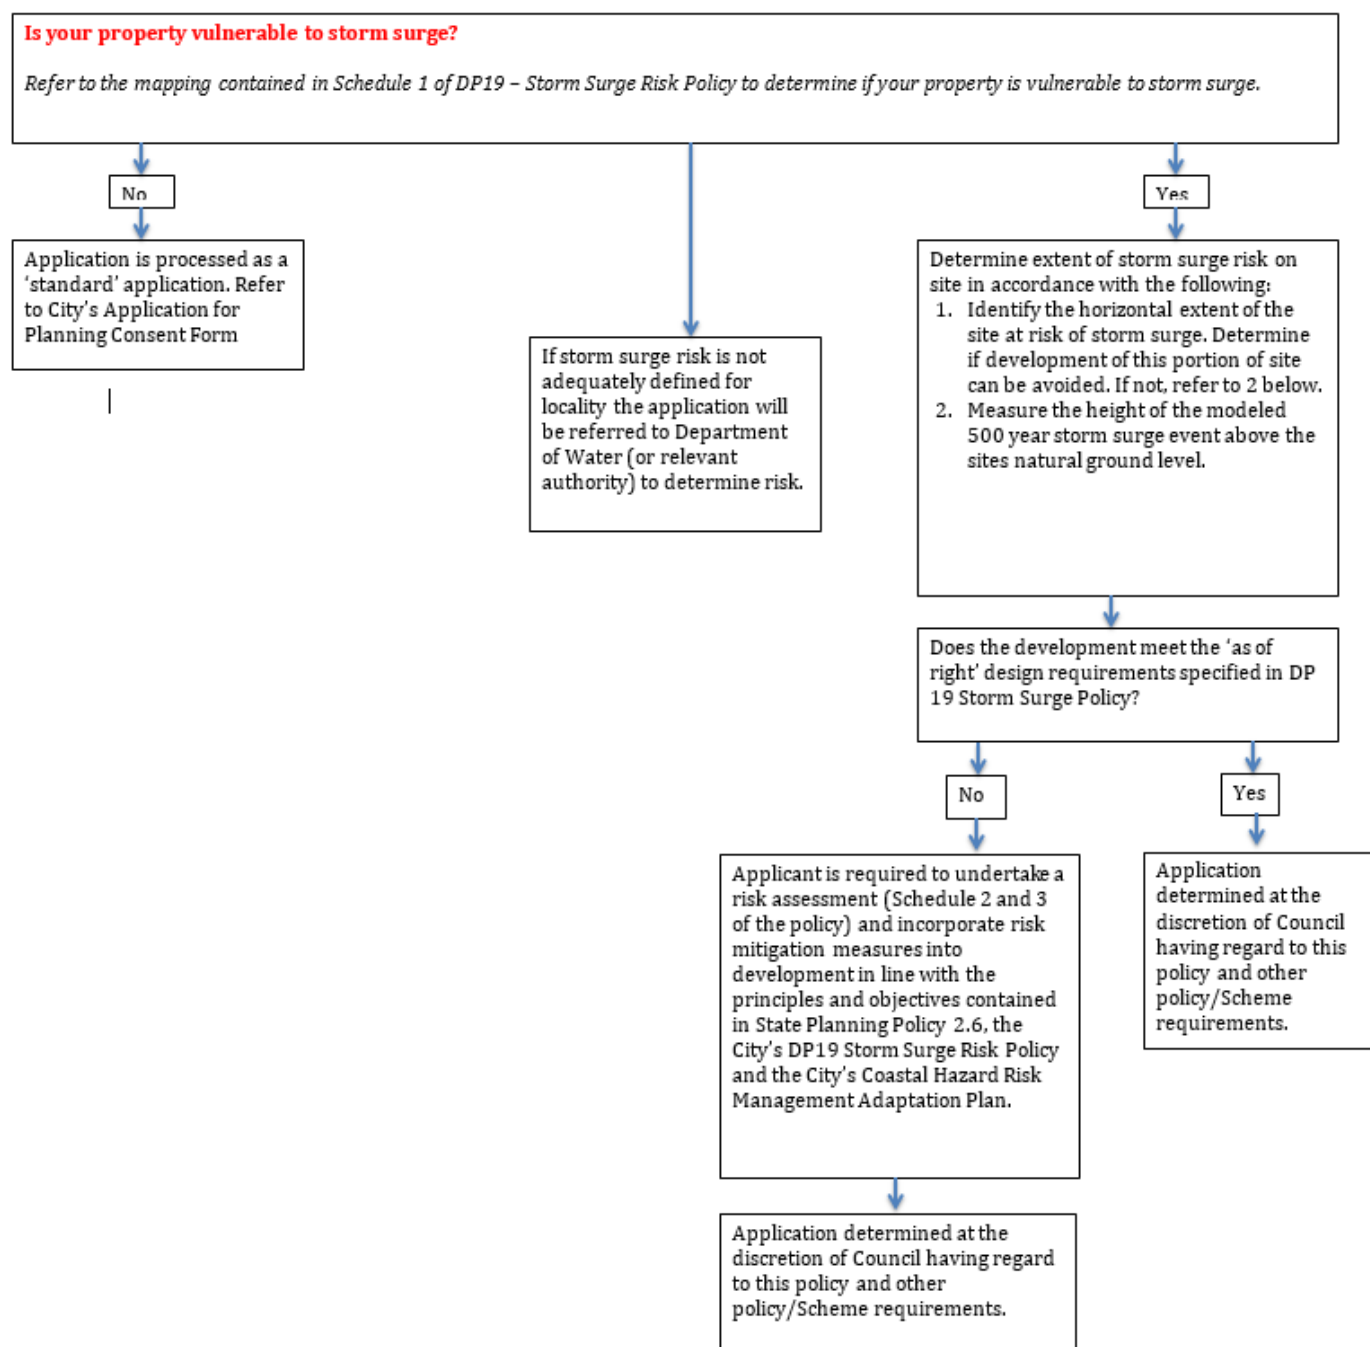 Is your property vulnerable to storm surge?
Refer to the mapping contained in Schedule 1 of DP19 – Storm Surge Risk Policy to determine if your property is vulnerable to storm surge.
No
Yes
Application is processed as a
‘standard’ application. Refer
to City’s Application for
Planning Consent Form
If storm surge risk is not
adequately defined for
locality the application will
be referred to Department
of Water (or relevant
authority) to determine risk.
Determine extent of storm surge risk on
site in accordance with the following:
1. Identify the horizontal extent of the
site at risk of storm surge. Determine
if development of this portion of site
can be avoided. If not, refer to 2 below.
2. Measure the height of the modeled
500 year storm surge event above the
sites natural ground level.
Does the development meet the ‘as of
right’ design requirements specified in DP
19 Storm Surge Policy?
No
Yes
Applicant is required to undertake a
risk assessment (Schedule 2 and 3
of the policy) and incorporate risk
mitigation measures into
development in line with the
principles and objectives contained
in State Planning Policy 2.6, the
City’s DP19 Storm Surge Risk Policy
and the City’s Coastal Hazard Risk
Management Adaptation Plan.
Application
determined at the
discretion of Council
having regard to this
policy and other
policy/Scheme
requirements.
Application determined at the
discretion of Council having regard
to this policy and other
policy/Scheme requirements.